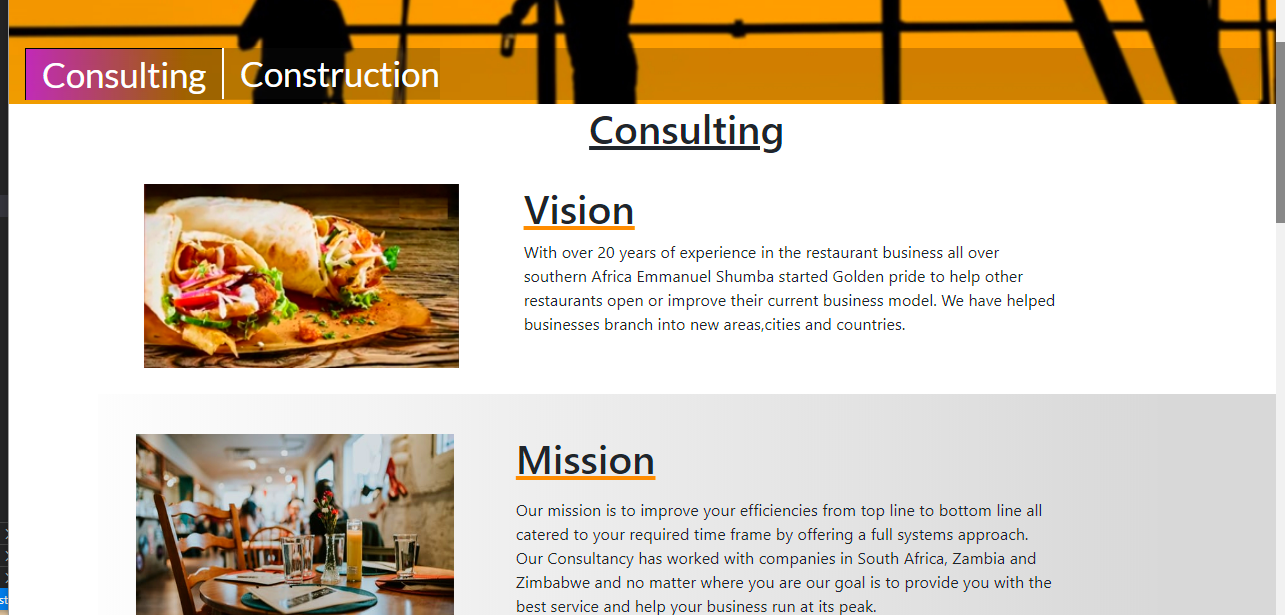 Consulting
Construction
Consulting
Vision
With over 20 years of experience in the restaurant business all over
southern Africa Emmanuel Shumba started Golden pride to help other
restaurants open or improve their current business model. We have helped
businesses branch into new areas,cities and countries.
Mission
Our mission is to improve your efficiencies from top line to bottom line all
catered to your required time frame by offering a full systems approach.
Our Consultancy has worked with companies in South Africa, Zambia and
Zimbabwe and no matter where you are our goal is to provide you with the
best service and help your business run at its peak.
st